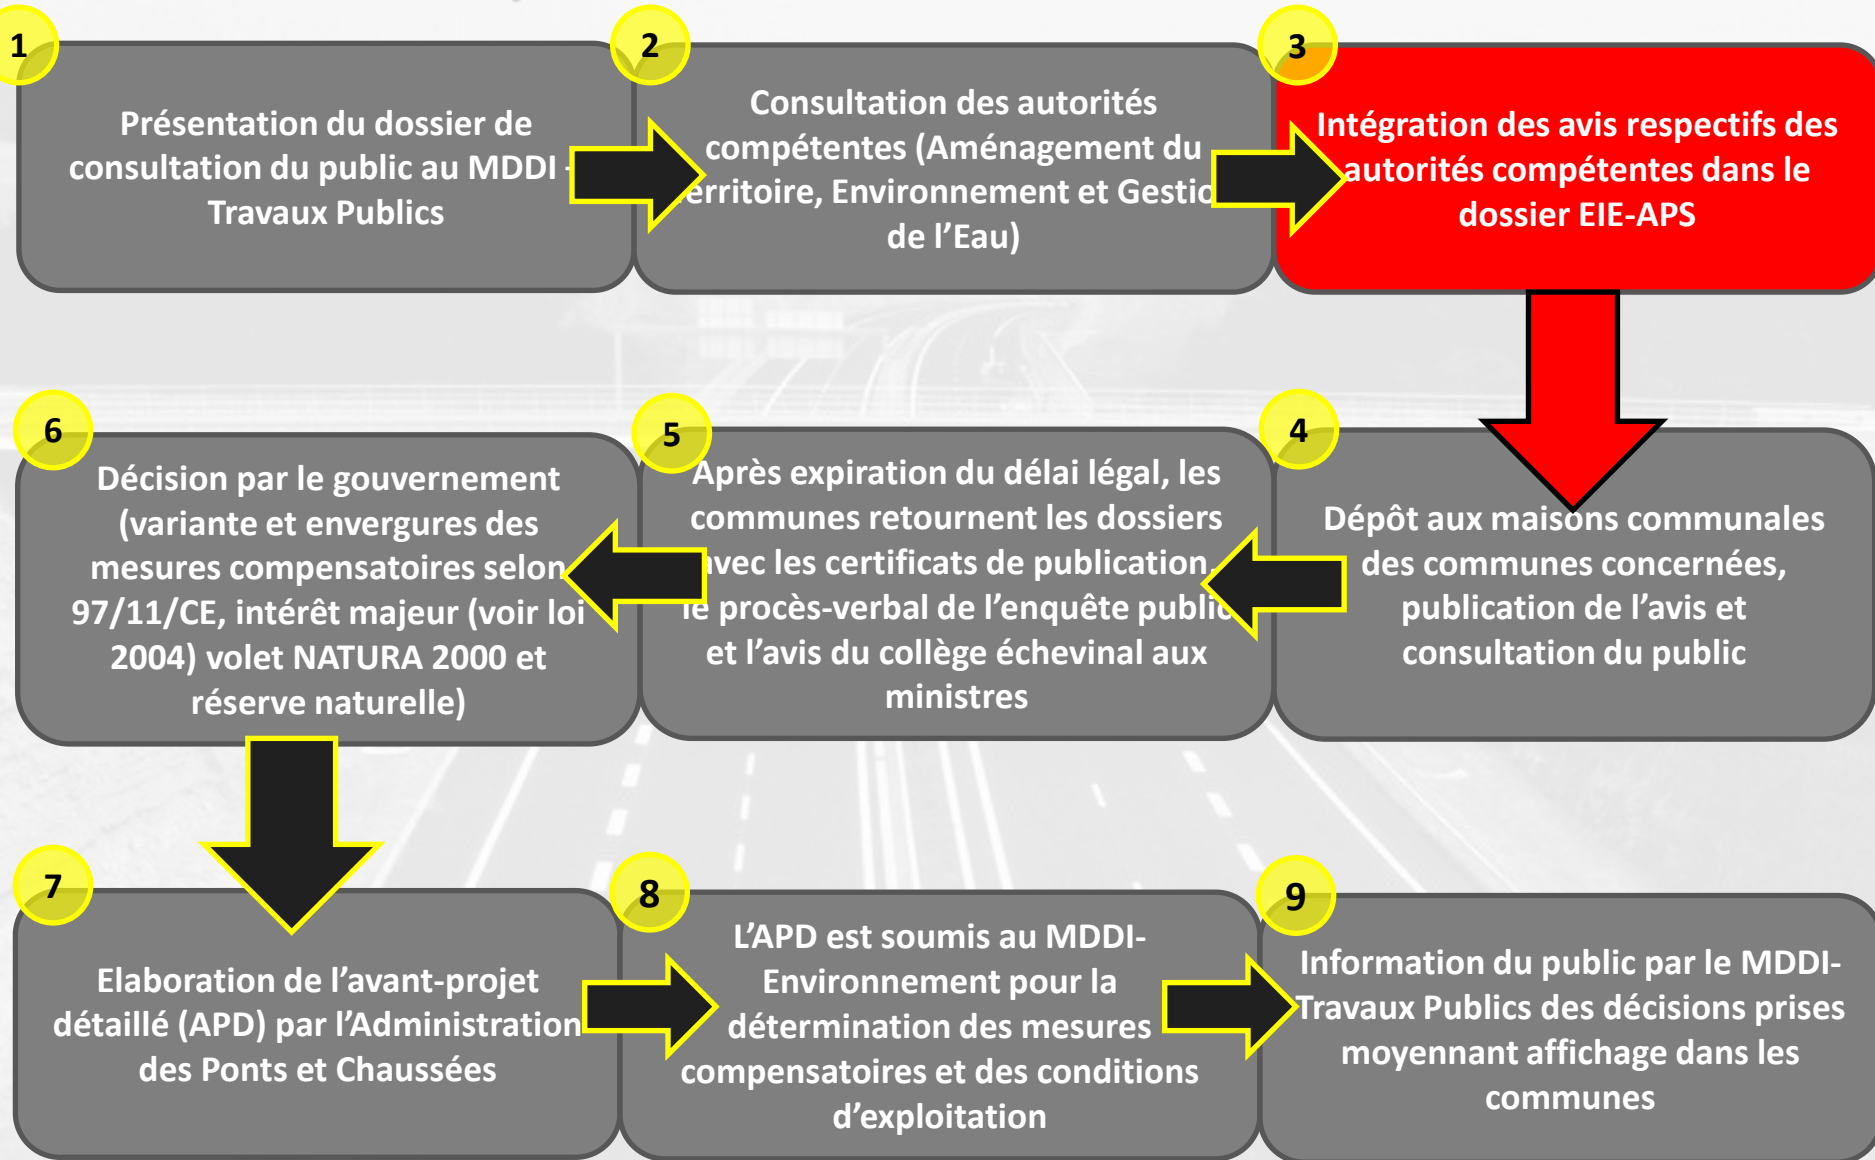 1
Présentation du dossier de
consultation du public au MDDI -
Travaux Publics
2
Consultation des autorités
compétentes (Aménagement du
erritoire, Environnement et Gestio
de l’Eau)
3
Intégration des avis respectifs des
autorités compétentes dans le
dossier EIE-APS
4
Dépôt aux maisons communales
des communes concernées,
publication de l’avis et
consultation du public
5
Après expiration du délai légal, les
communes retournent les dossiers
avec les certificats de publication,
le procès-verbal de l’enquête public
et l’avis du collège échevinal aux
ministres
6
Décision par le gouvernement
(variante et envergures des
mesures compensatoires selon
97/11/CE, intérêt majeur (voir loi
2004) volet NATURA 2000 et
réserve naturelle)
7
Elaboration de l’avant-projet
détaillé (APD) par l’Administration
des Ponts et Chaussées
8
L’APD est soumis au MDDI-
Environnement pour la
détermination des mesures
compensatoires et des conditions
d’exploitation
9
Information du public par le MDDI-
Travaux Publics des décisions prises
moyennant affichage dans les
communes